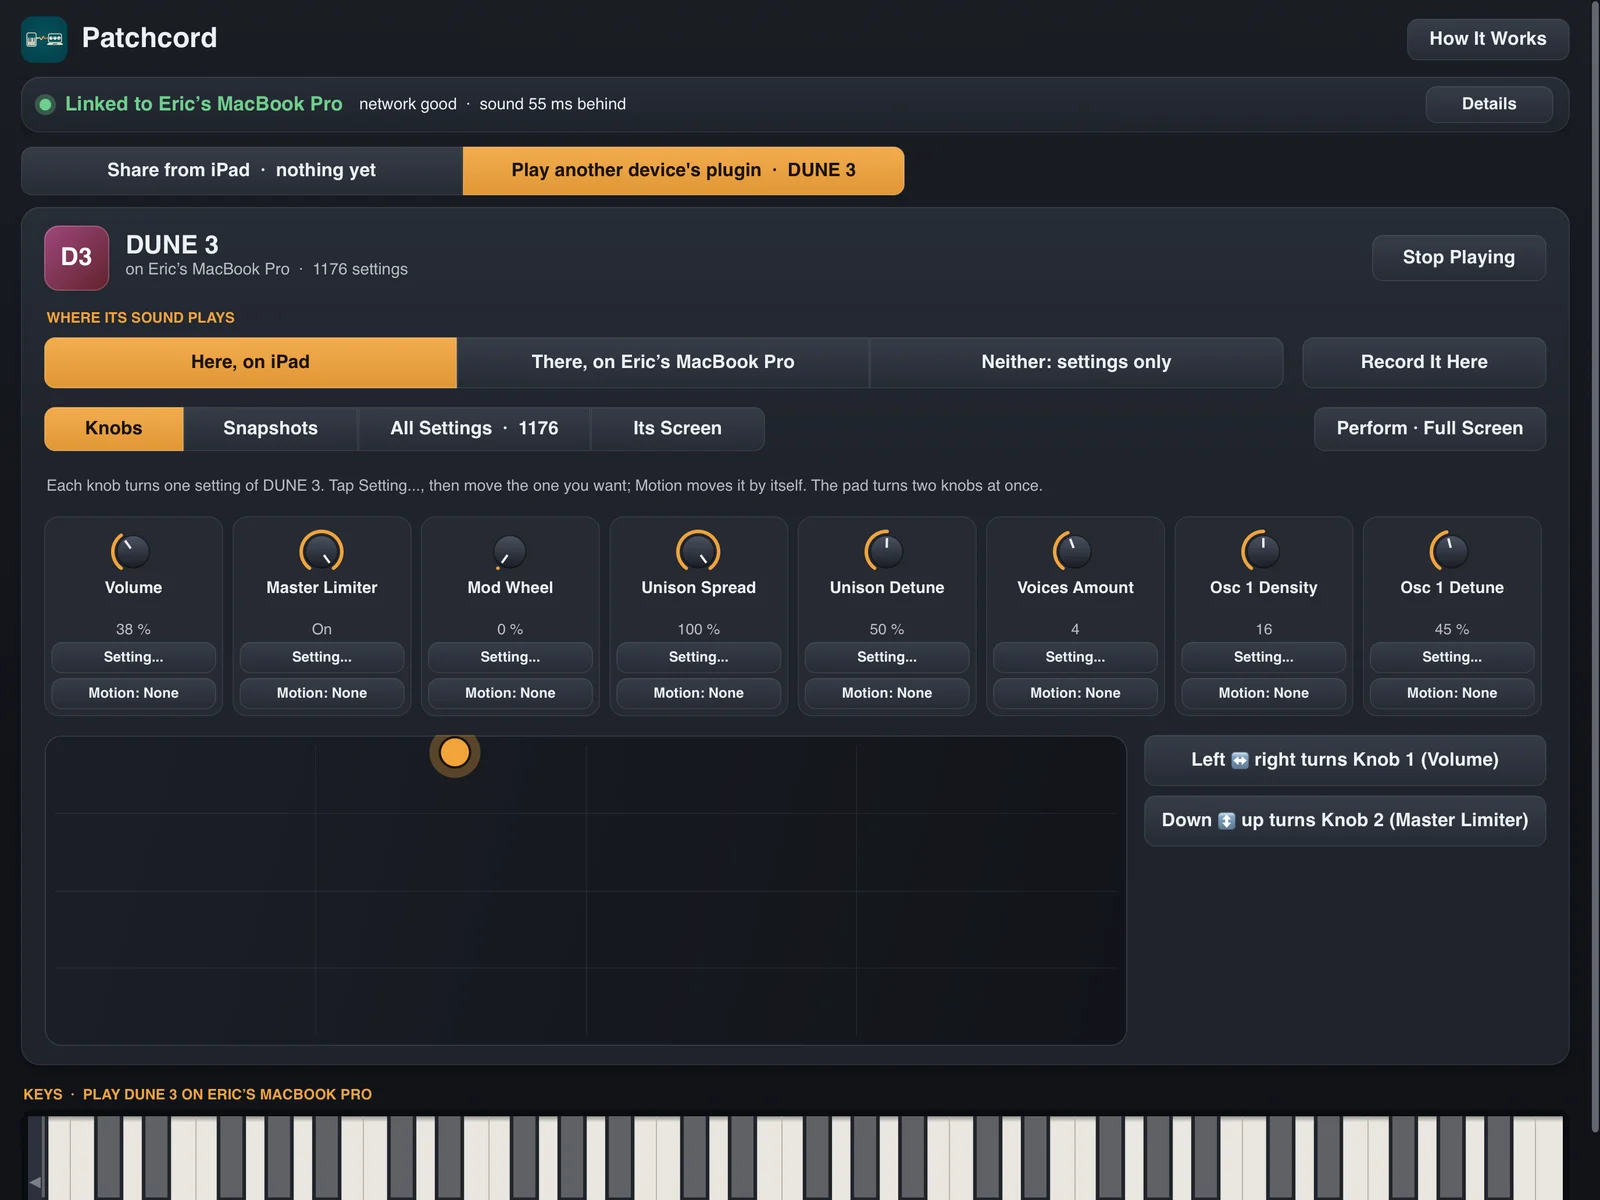 Patchcord
How It Works
Linked to Eric’s MacBook Pro network good · sound 55 ms behind
Details
Share from iPad · nothing yet
Play another device's plugin · DUNE 3
D3
DUNE 3
on Eric’s MacBook Pro · 1176 settings
Stop Playing
WHERE ITS SOUND PLAYS
Here, on iPad
There, on Eric’s MacBook Pro
Neither: settings only
Record It Here
Knobs
Snapshots
All Settings · 1176
Its Screen
Perform · Full Screen
Each knob turns one setting of DUNE 3. Tap Setting..., then move the one you want; Motion moves it by itself. The pad turns two knobs at once.
Volume
38 %
Setting...
Motion: None
Master Limiter
On
Setting...
Motion: None
Mod Wheel
0 %
Setting...
Motion: None
Unison Spread
100 %
Setting...
Motion: None
Unison Detune
50 %
Setting...
Motion: None
Voices Amount
4
Setting...
Motion: None
Osc 1 Density
16
Setting...
Motion: None
Osc 1 Detune
45 %
Setting...
Motion: None
Left ↔️ right turns Knob 1 (Volume)
Down ↕️ up turns Knob 2 (Master Limiter)
KEYS · PLAY DUNE 3 ON ERIC’S MACBOOK PRO